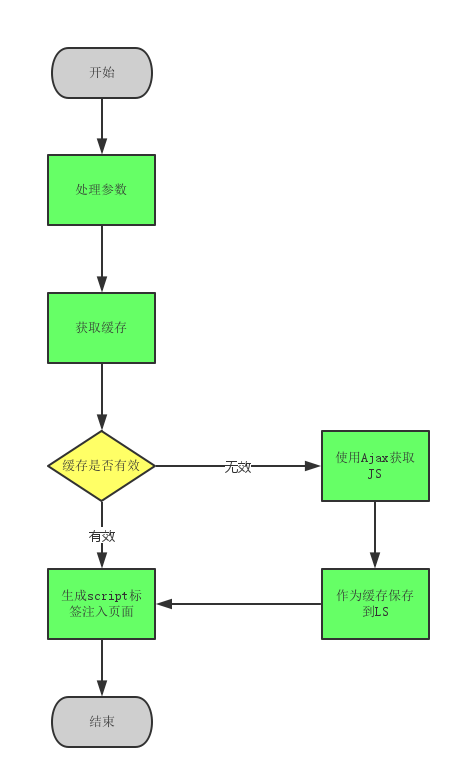 开始
处理参数
获取缓存
缓存是否有效
无效
使用Ajax获取
JS
有效
生成script标
签注入页面
作为缓存保存
到LS
结束